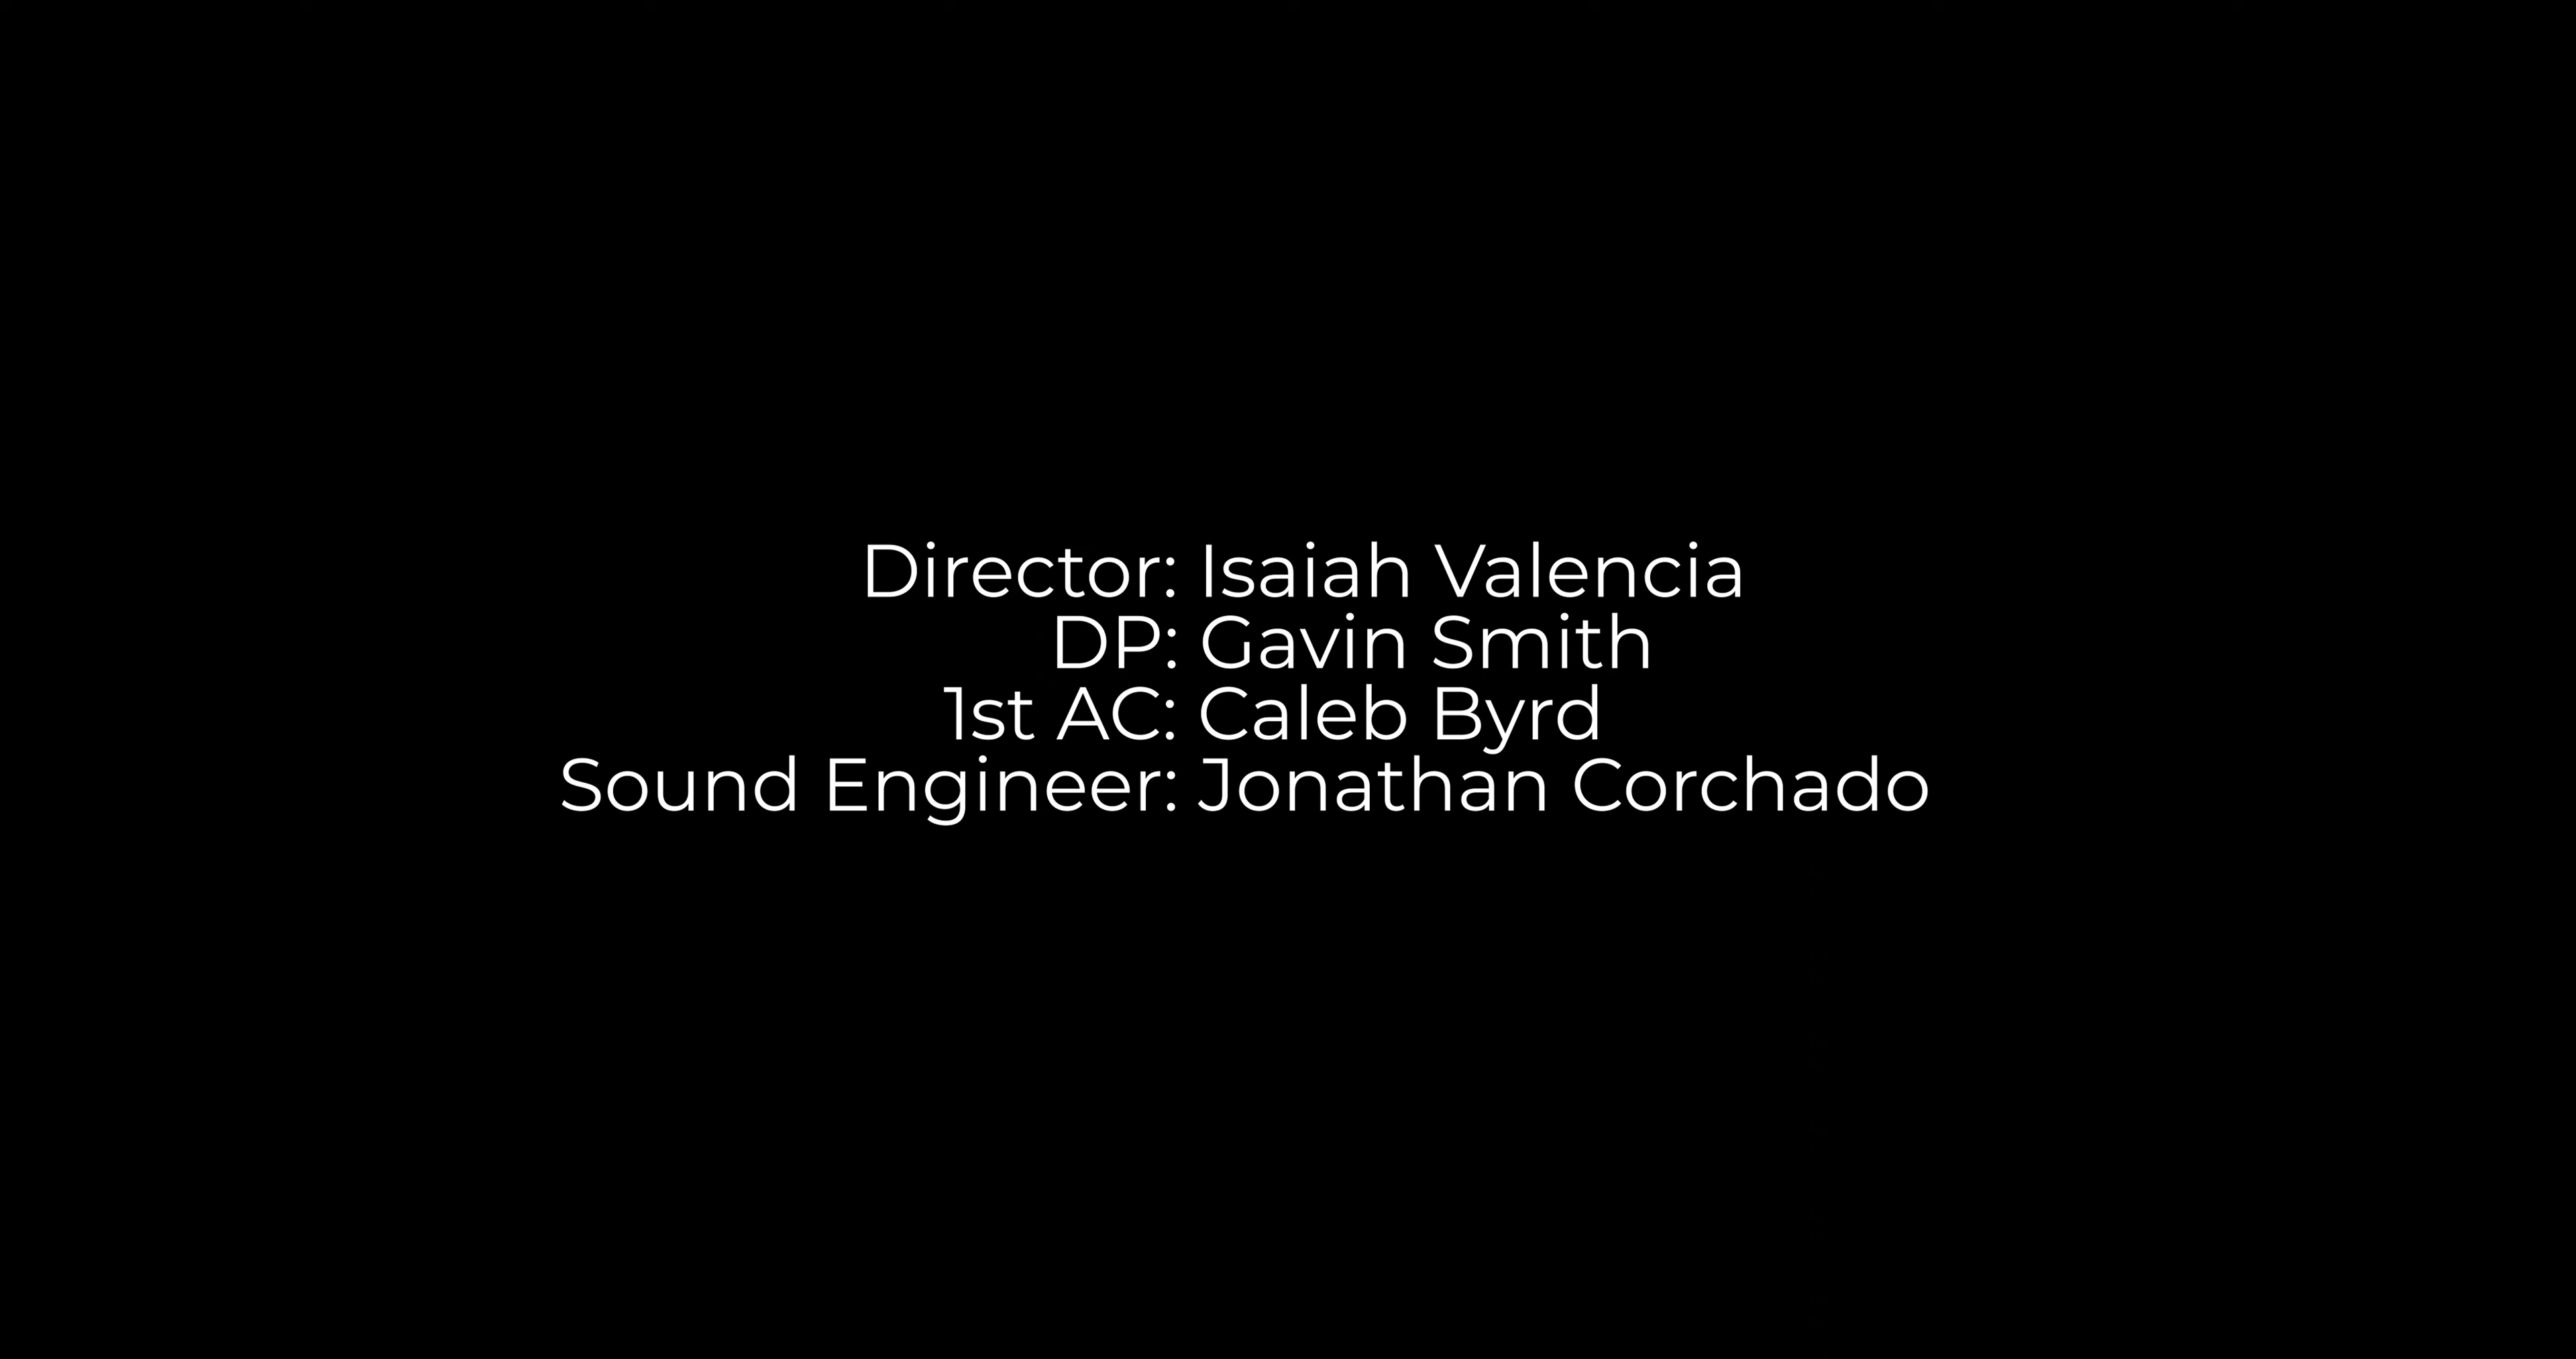 Director: Isaiah Valencia
DP: Gavin Smith
1st AC: Caleb Byrd
Sound Engineer: Jonathan Corchado